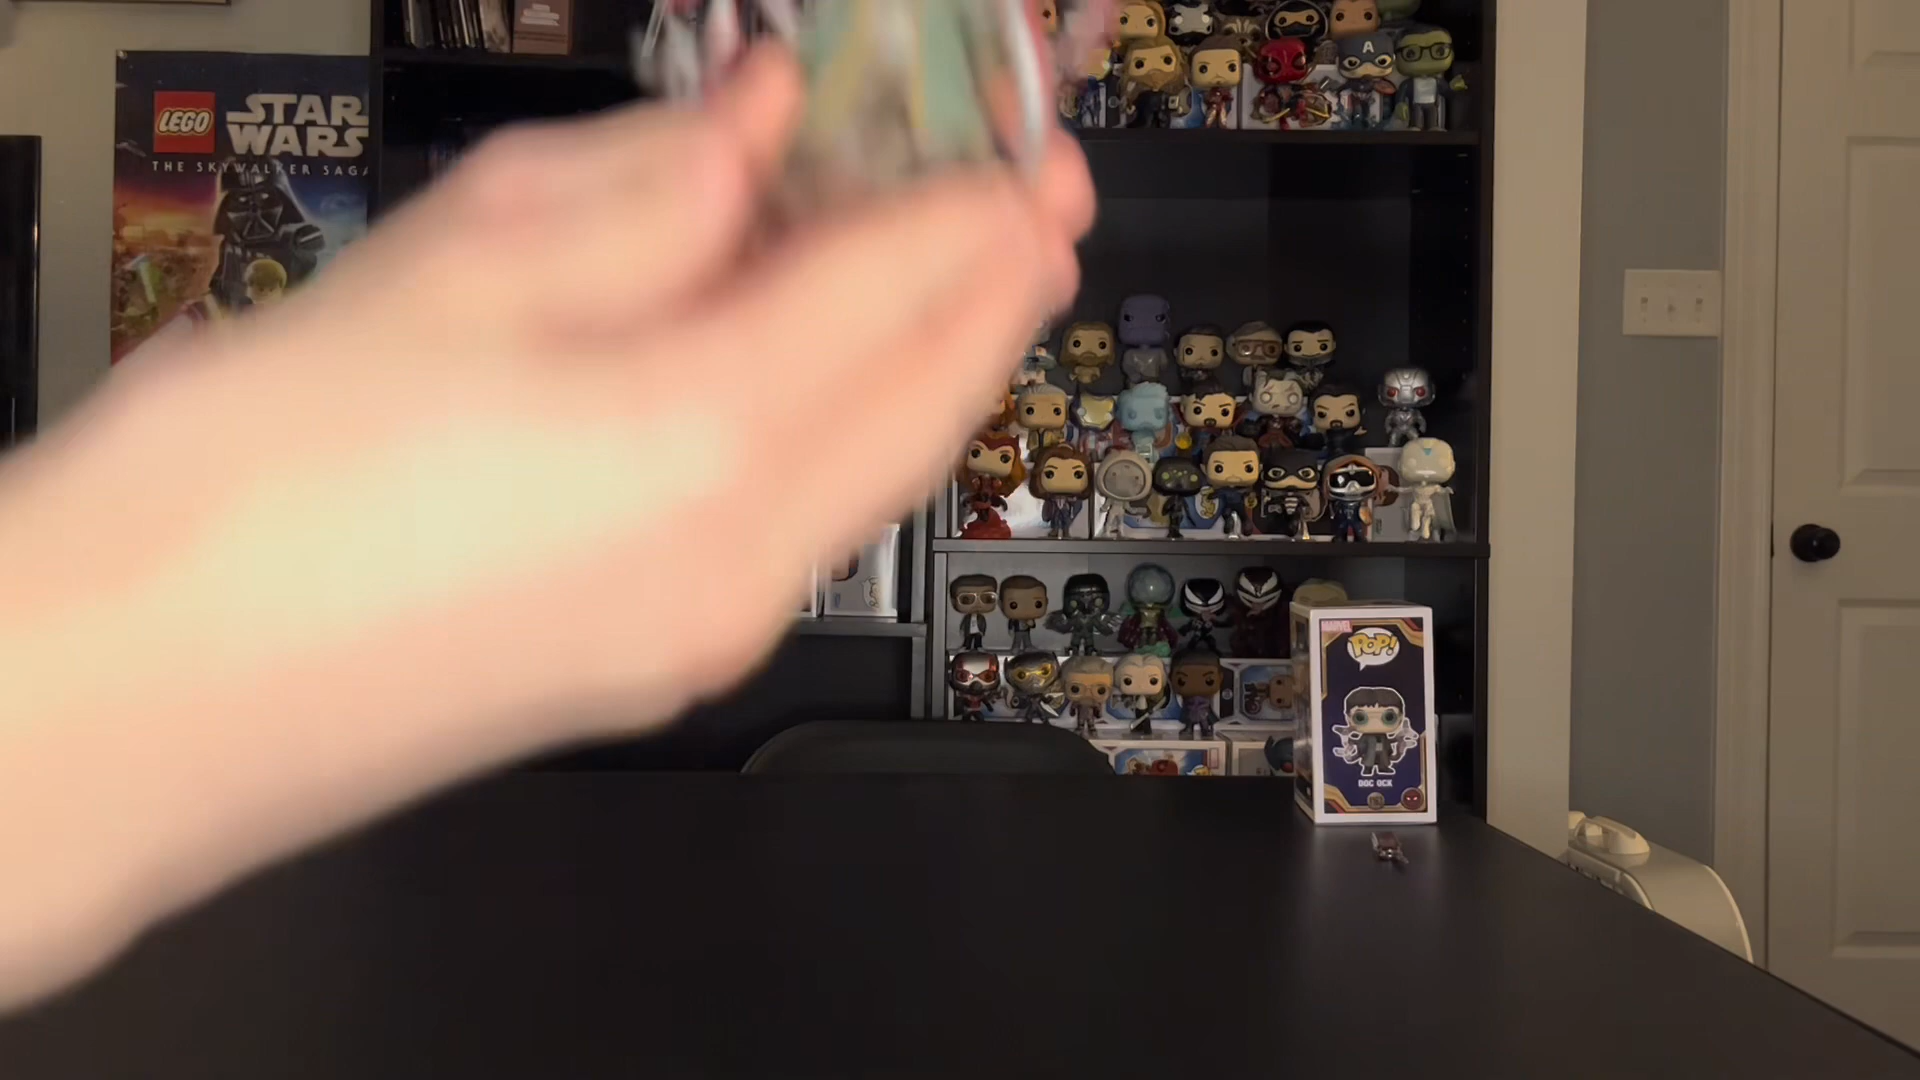 LEGO
STAR
WARS
THE SKYWALKER SAGA
A
MARVEL
POP!
DOC OCK